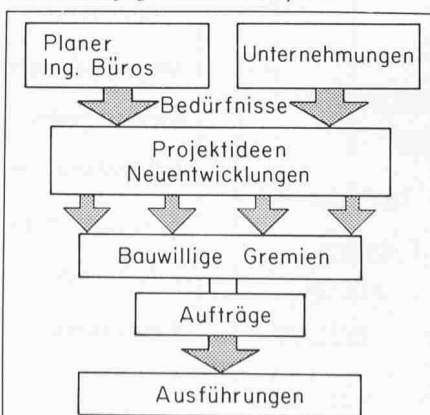 Planer
Ing. Büros
Unternehmungen
Bedürfnisse
Projektideen
Neuentwicklungen
Bauwillige Gremien
Aufträge
Ausführungen